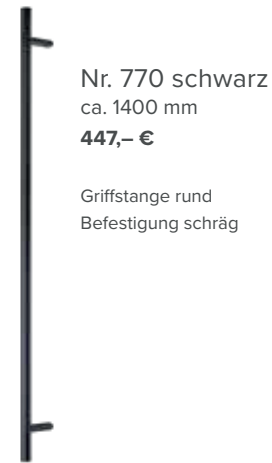 Nr. 770 schwarz
ca. 1400 mm
447,– €
Griffstange rund
Befestigung schräg